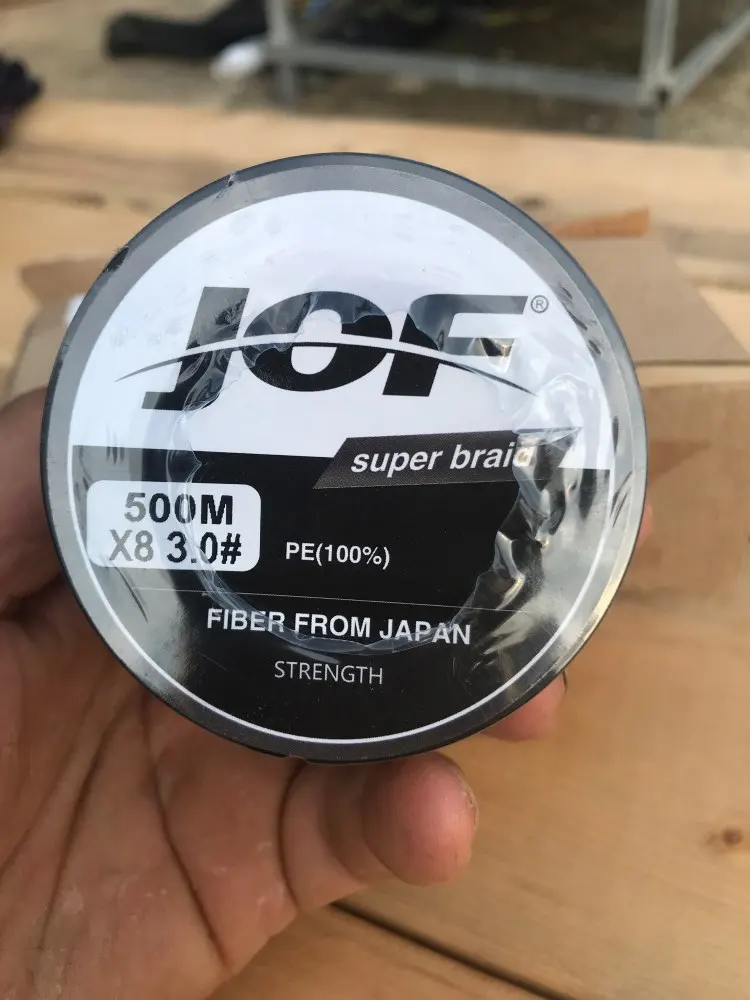 JOF®
super braid
500M
X8 3.0#
PE(100%)
FIBER FROM JAPAN
STRENGTH